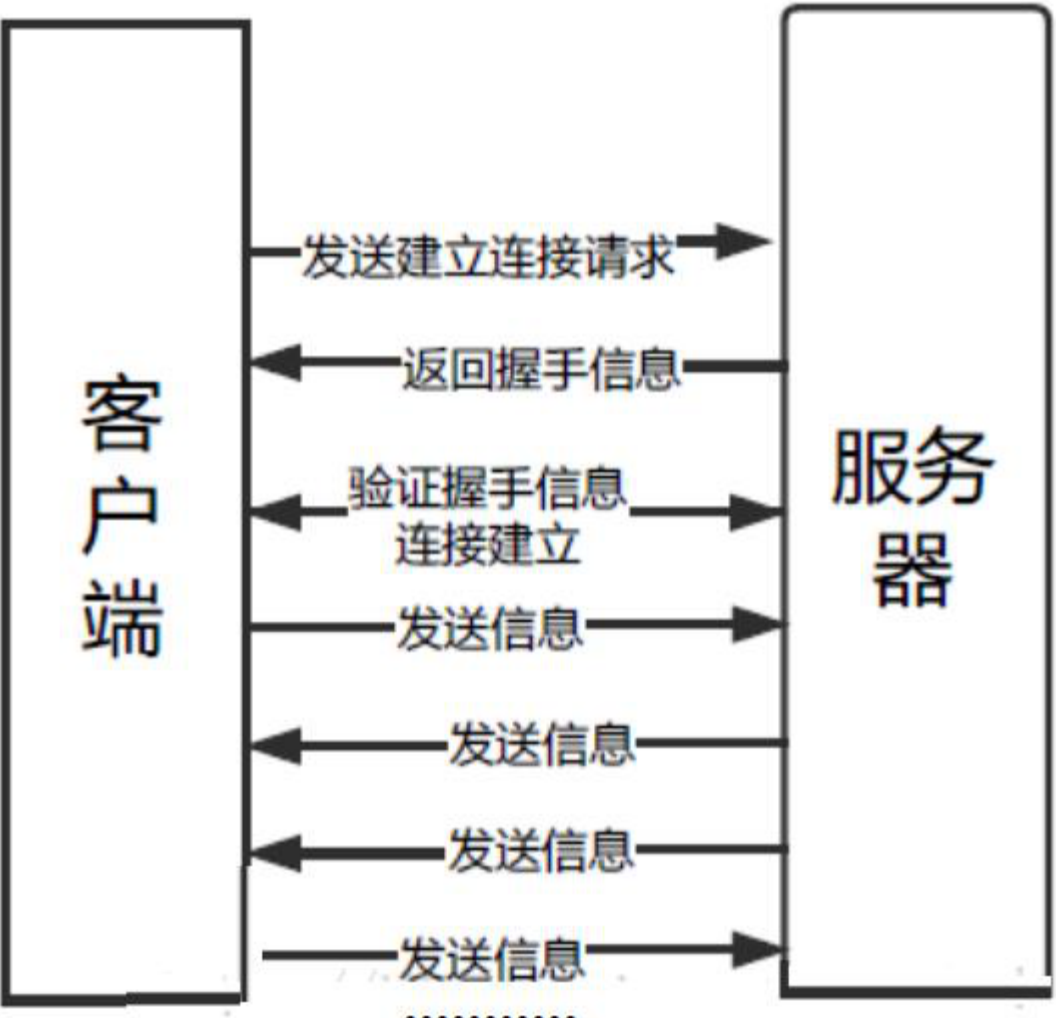 发送建立连接请求
返回握手信息
验证握手信息
连接建立
发送信息
发送信息
发送信息
发送信息
............
客
户
端
服务
器